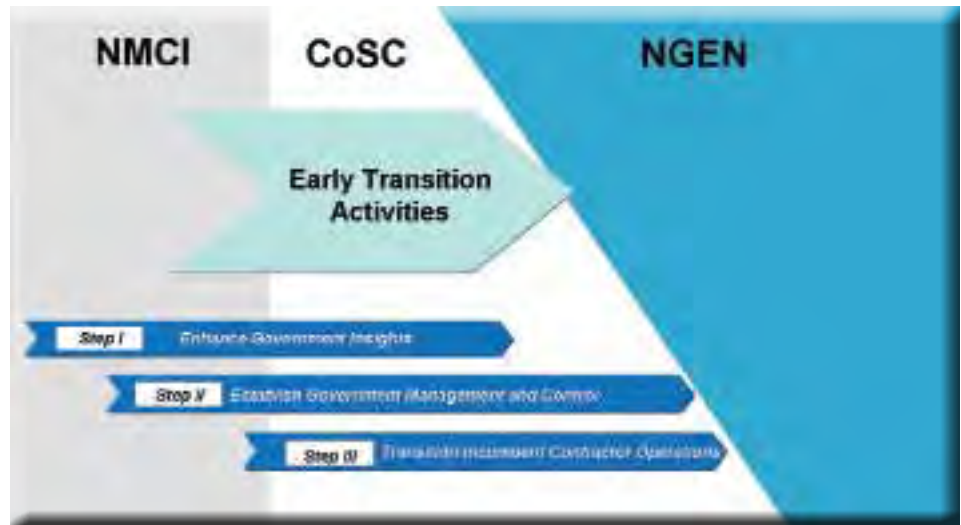 NMCI CoSC NGEN
Early Transition
Activities
Step I Enhance Government Insights
Step II Establish Government Management and Control
Step III Transition Incumbent Contractor Operations